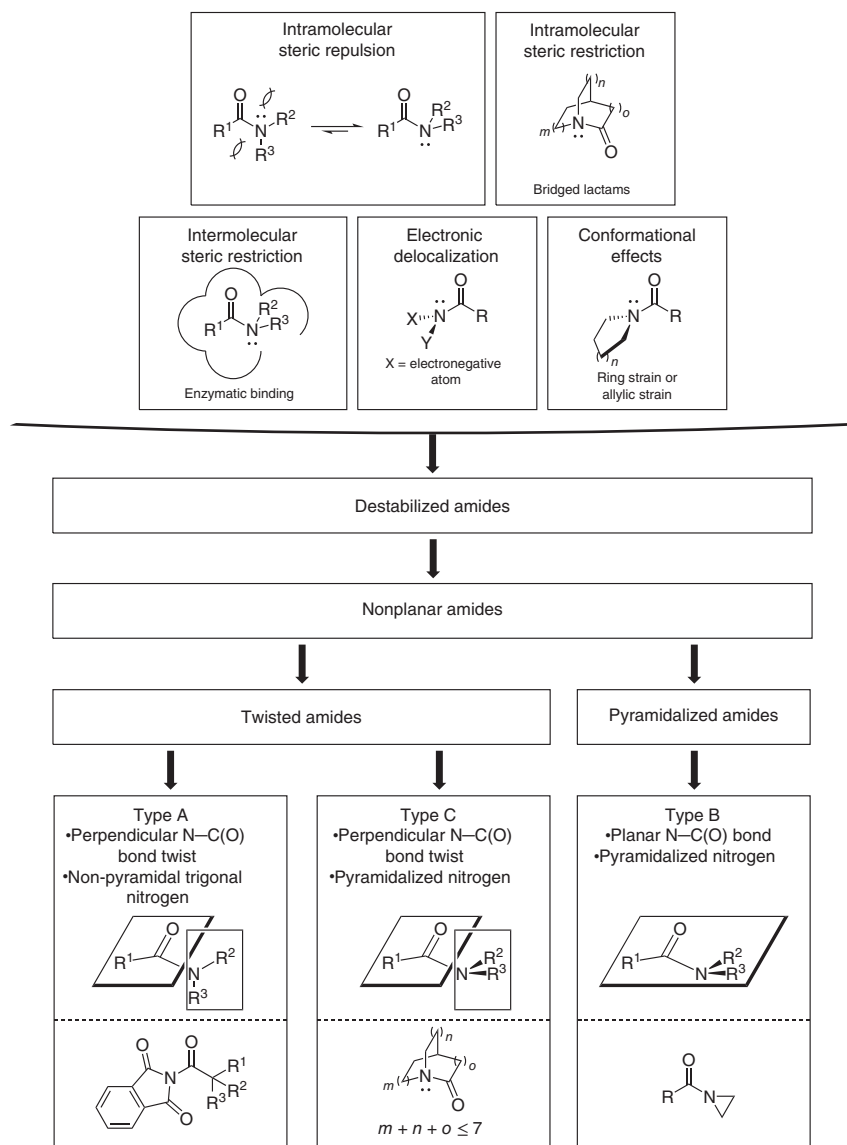 Intramolecular
steric repulsion
O
R1
N
R2
R3
O
R1
N
R2
R3
Intramolecular
steric restriction
( )n
( )o
m( )
N
O
Bridged lactams
Intermolecular
steric restriction
O
R1
N
R2
R3
Enzymatic binding
Electronic
delocalization
O
X
N
R
Y
X = electronegative
atom
Conformational
effects
O
N
R
( )n
Ring strain or
allylic strain
Destabilized amides
Nonplanar amides
Twisted amides
Pyramidalized amides
Type A
•Perpendicular N—C(O)
bond twist
•Non-pyramidal trigonal
nitrogen
O
R1
N
R2
R3
O
O
N
R1
R2
R3
O
Type C
•Perpendicular N—C(O)
bond twist
•Pyramidalized nitrogen
O
R1
N
R2
R3
( )n
( )o
m( )
N
O
m + n + o ≤ 7
Type B
•Planar N—C(O) bond
•Pyramidalized nitrogen
O
R1
N
R2
R3
O
R
N